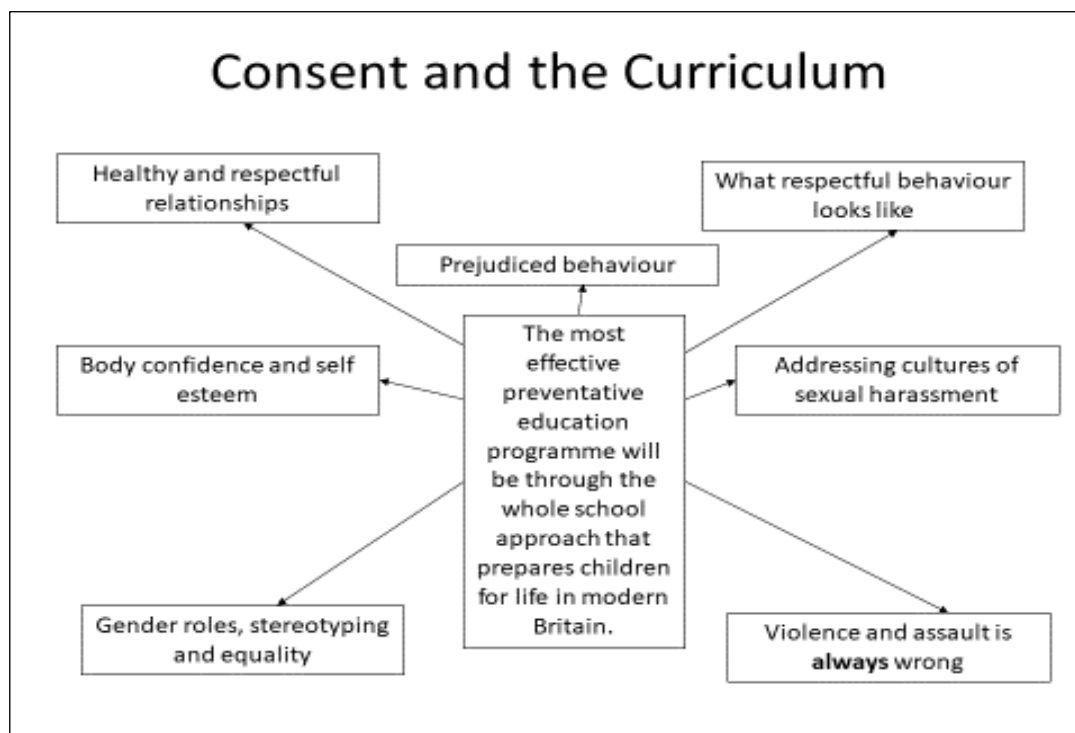 Consent and the Curriculum
Healthy and respectful
relationships
What respectful behaviour
looks like
Prejudiced behaviour
The most
effective
preventative
education
programme will
be through the
whole school
approach that
prepares children
for life in modern
Britain.
Body confidence and self
esteem
Addressing cultures of
sexual harassment
Gender roles, stereotyping
and equality
Violence and assault is
always wrong